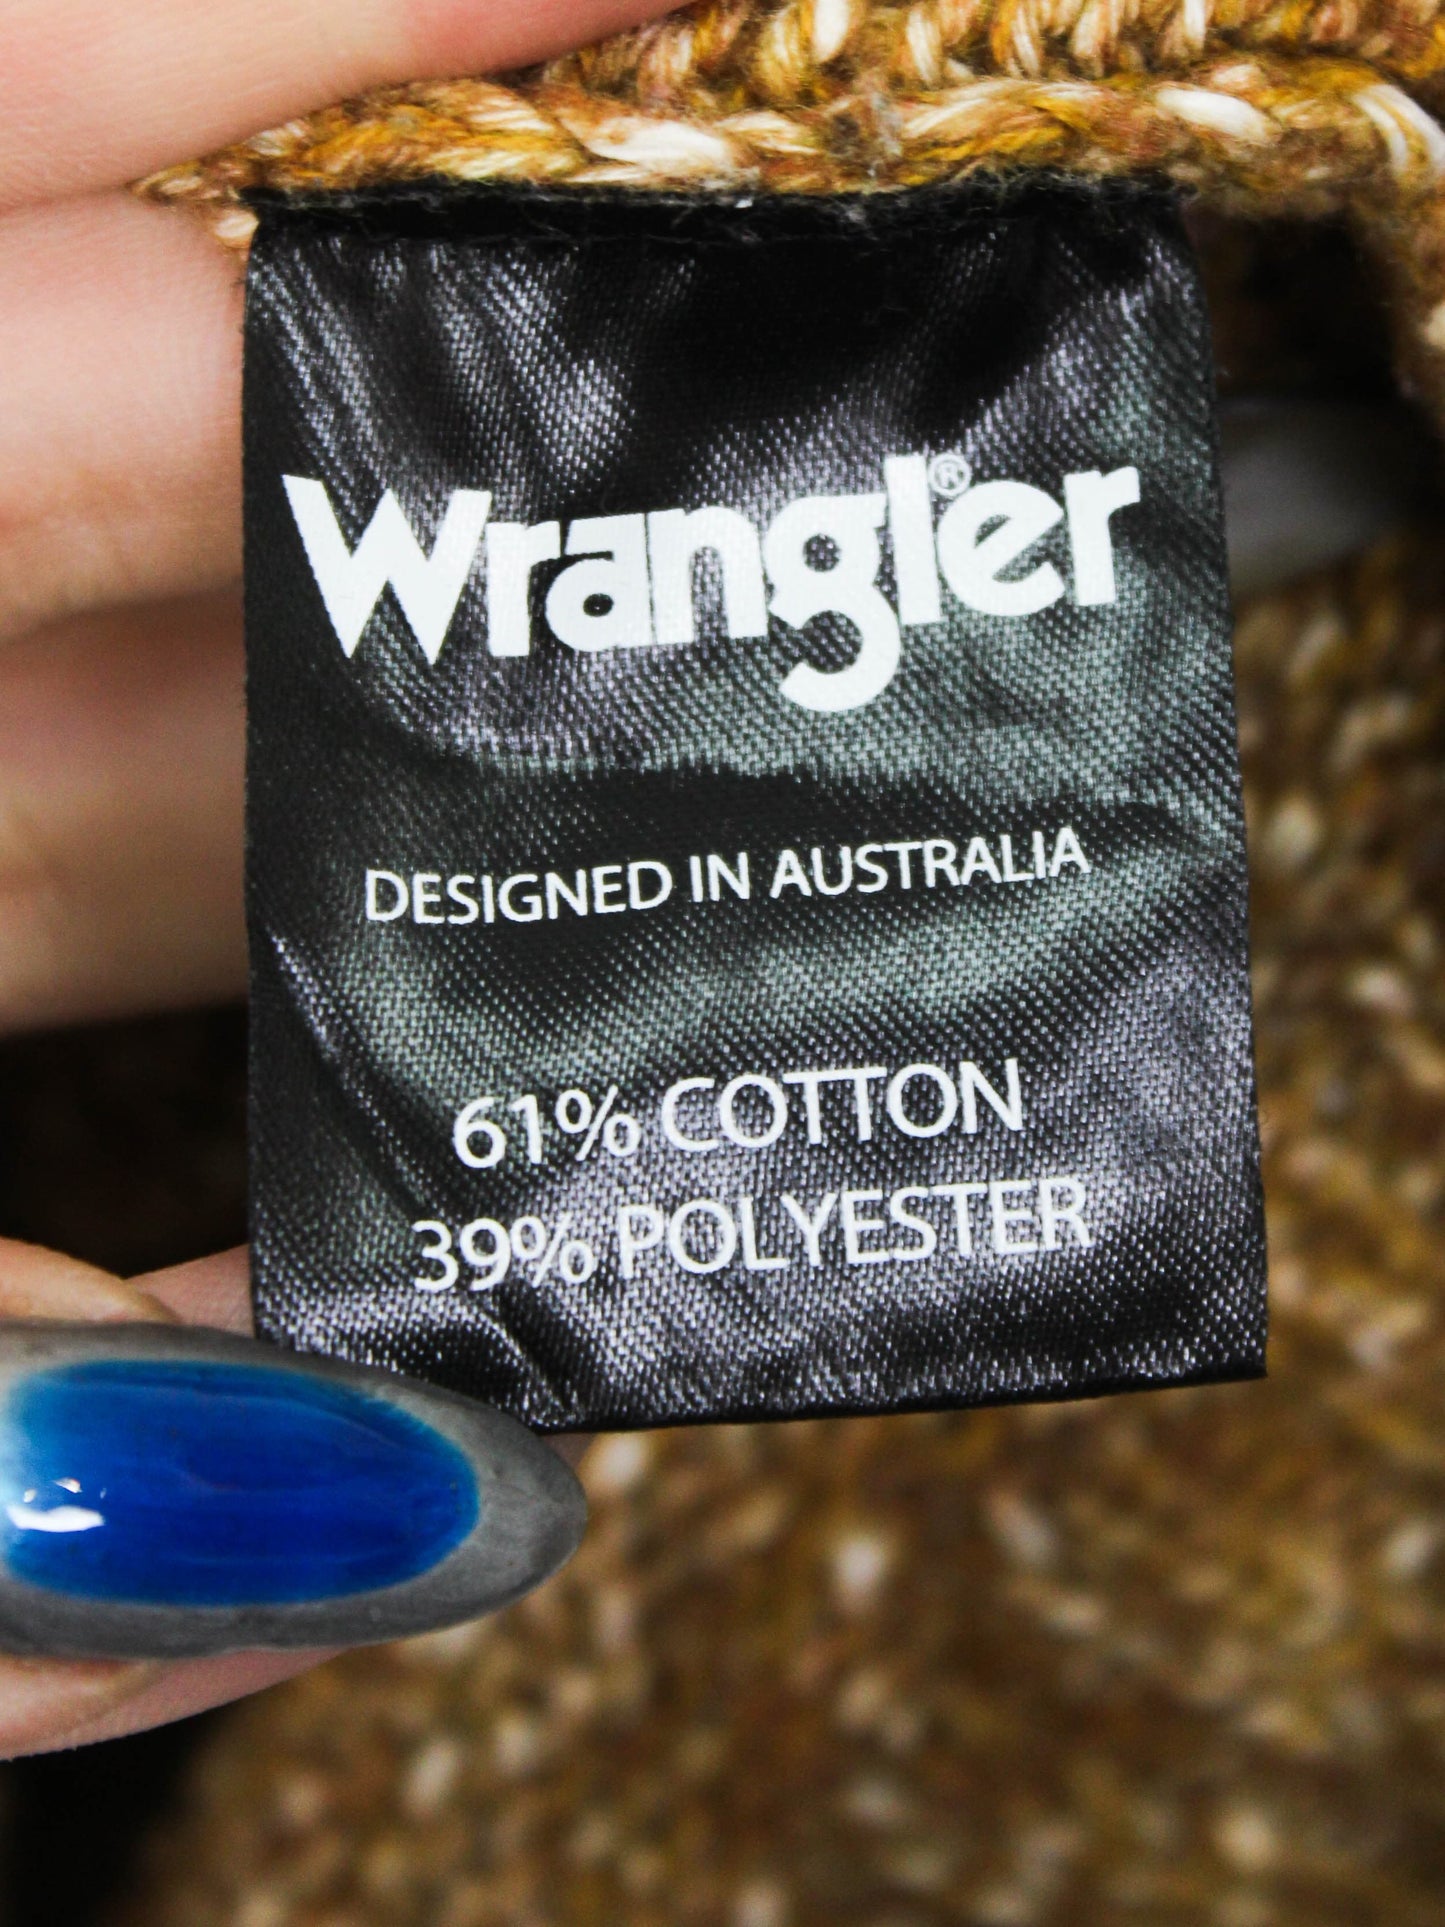 Wrangler®
DESIGNED IN AUSTRALIA
61% COTTON
39% POLYESTER